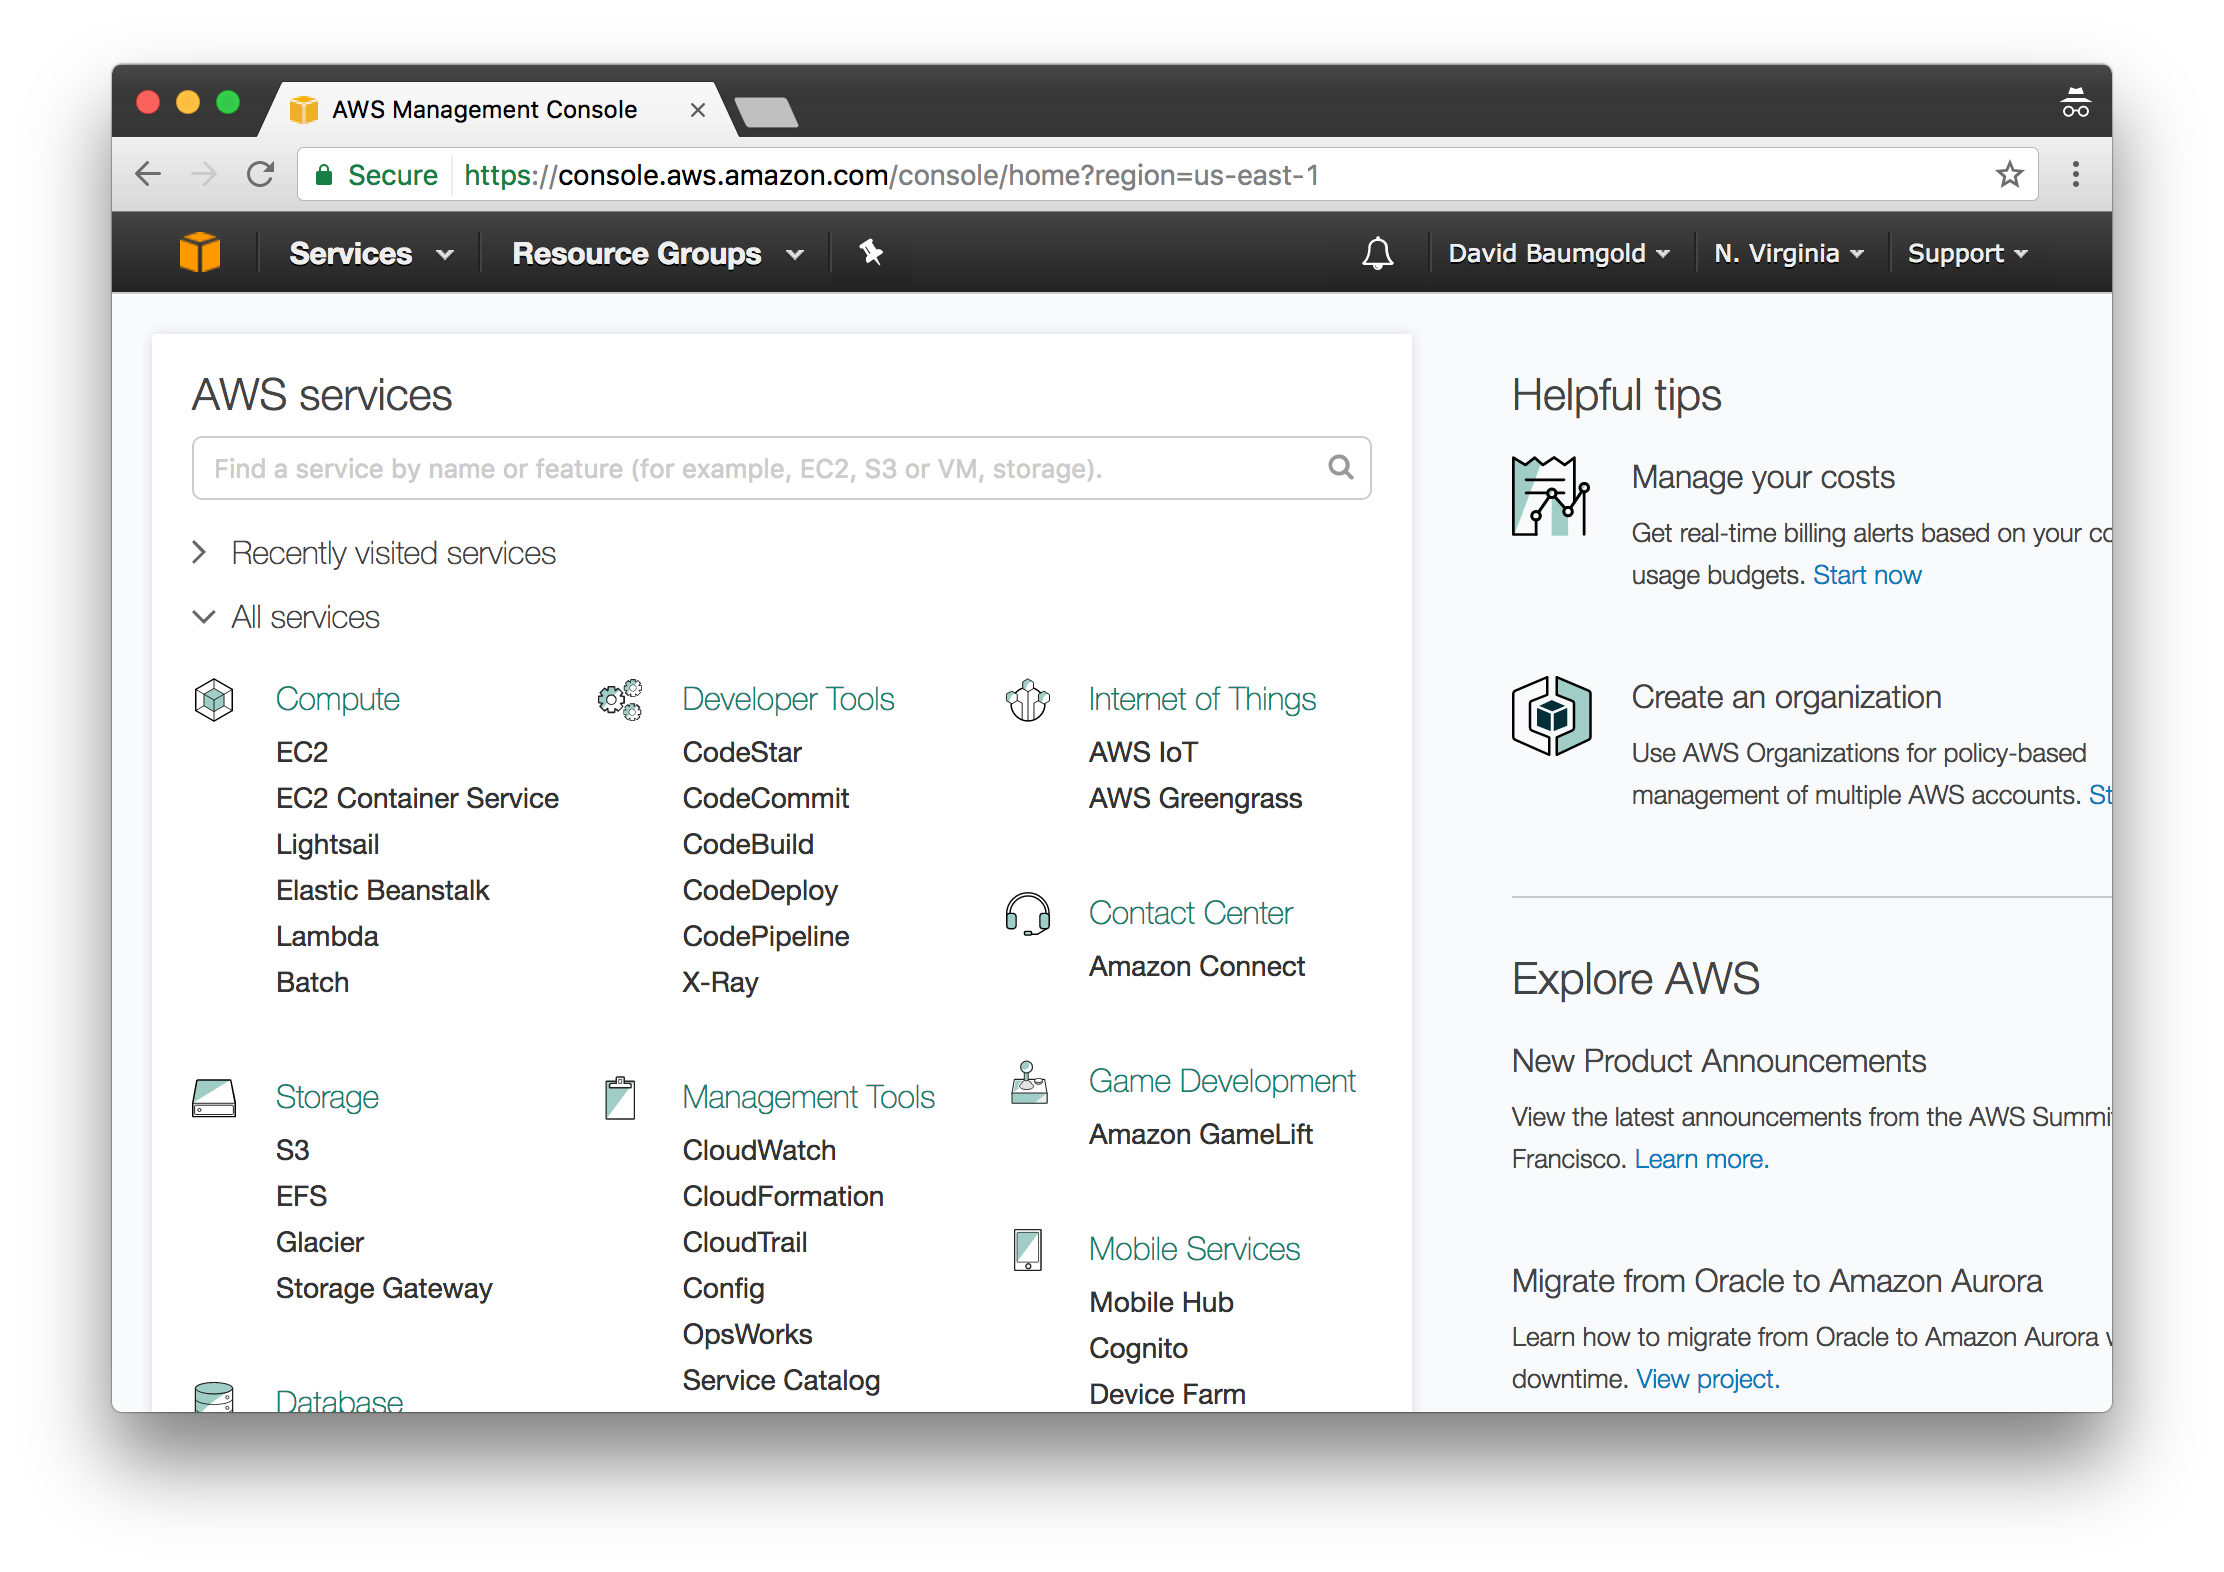 AWS Management Console
Secure https://console.aws.amazon.com/console/home?region=us-east-1
Services Resource Groups David Baumgold N. Virginia Support
AWS services
Find a service by name or feature (for example, EC2, S3 or VM, storage).
Recently visited services
All services
Compute
EC2
EC2 Container Service
Lightsail
Elastic Beanstalk
Lambda
Batch
Storage
S3
EFS
Glacier
Storage Gateway
Database
Developer Tools
CodeStar
CodeCommit
CodeBuild
CodeDeploy
CodePipeline
X-Ray
Management Tools
CloudWatch
CloudFormation
CloudTrail
Config
OpsWorks
Service Catalog
Internet of Things
AWS IoT
AWS Greengrass
Contact Center
Amazon Connect
Game Development
Amazon GameLift
Mobile Services
Mobile Hub
Cognito
Device Farm
Helpful tips
Manage your costs
Get real-time billing alerts based on your
usage budgets. Start now
Create an organization
Use AWS Organizations for policy-based
management of multiple AWS accounts.
Explore AWS
New Product Announcements
View the latest announcements from the AWS
Francisco. Learn more.
Migrate from Oracle to Amazon Aurora
Learn how to migrate from Oracle to Amazon Aurora
downtime. View project.